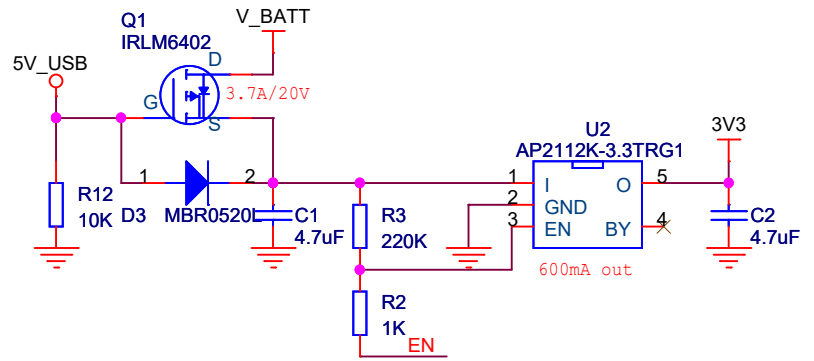 Q1
IRLM6402
V_BATT
5V_USB
D
3.7A/20V
G
S
R12
10K
1
2
D3
MBR0520L
C1
4.7uF
R3
220K
R2
1K
EN
U2
AP2112K-3.3TRG1
1
I
O
5
2
GND
3
EN
BY
4
600mA out
3V3
C2
4.7uF